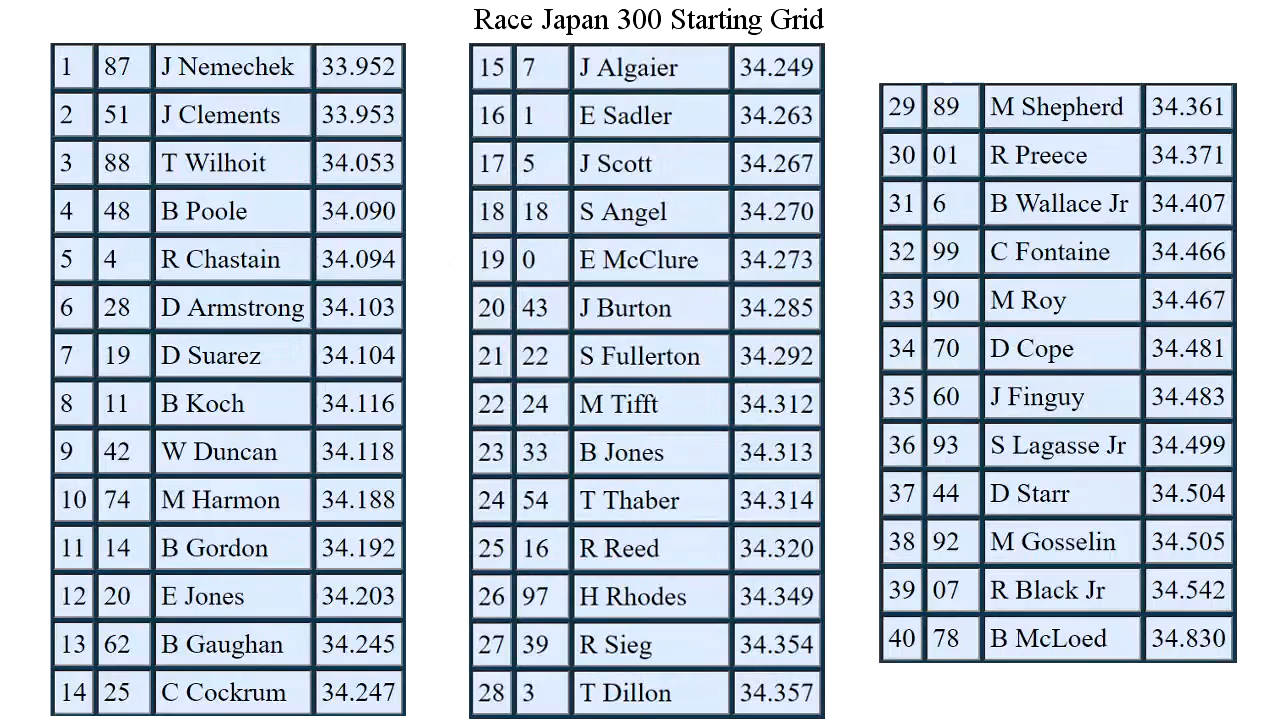 Race Japan 300 Starting Grid
1 87 J Nemechek 33.952
2 51 J Clements 33.953
3 88 T Wilhoit 34.053
4 48 B Poole 34.090
5 4 R Chastain 34.094
6 28 D Armstrong 34.103
7 19 D Suarez 34.104
8 11 B Koch 34.116
9 42 W Duncan 34.118
10 74 M Harmon 34.188
11 14 B Gordon 34.192
12 20 E Jones 34.203
13 62 B Gaughan 34.245
14 25 C Cockrum 34.247
15 7 J Algaier 34.249
16 1 E Sadler 34.263
17 5 J Scott 34.267
18 18 S Angel 34.270
19 0 E McClure 34.273
20 43 J Burton 34.285
21 22 S Fullerton 34.292
22 24 M Tifft 34.312
23 33 B Jones 34.313
24 54 T Thaber 34.314
25 16 R Reed 34.320
26 97 H Rhodes 34.349
27 39 R Sieg 34.354
28 3 T Dillon 34.357
29 89 M Shepherd 34.361
30 01 R Preece 34.371
31 6 B Wallace Jr 34.407
32 99 C Fontaine 34.466
33 90 M Roy 34.467
34 70 D Cope 34.481
35 60 J Finguy 34.483
36 93 S Lagasse Jr 34.499
37 44 D Starr 34.504
38 92 M Gosselin 34.505
39 07 R Black Jr 34.542
40 78 B McLoed 34.830